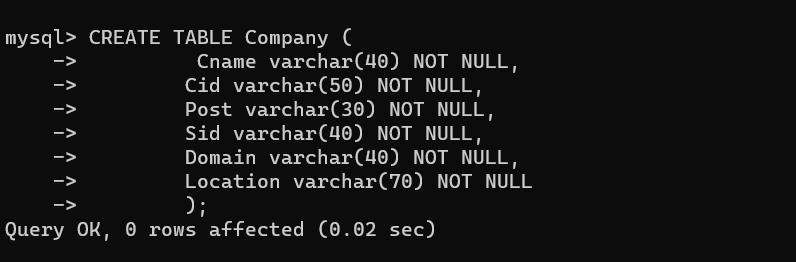 mysql> CREATE TABLE Company (
    ->          Cname varchar(40) NOT NULL,
    ->         Cid varchar(50) NOT NULL,
    ->         Post varchar(30) NOT NULL,
    ->         Sid varchar(40) NOT NULL,
    ->         Domain varchar(40) NOT NULL,
    ->         Location varchar(70) NOT NULL
    ->         );
Query OK, 0 rows affected (0.02 sec)